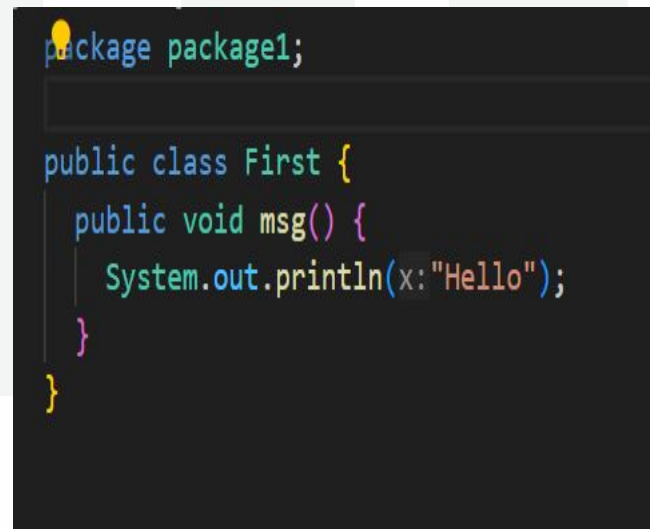 package package1;
public class First {
public void msg() {
System.out.println(x:"Hello");
}
}